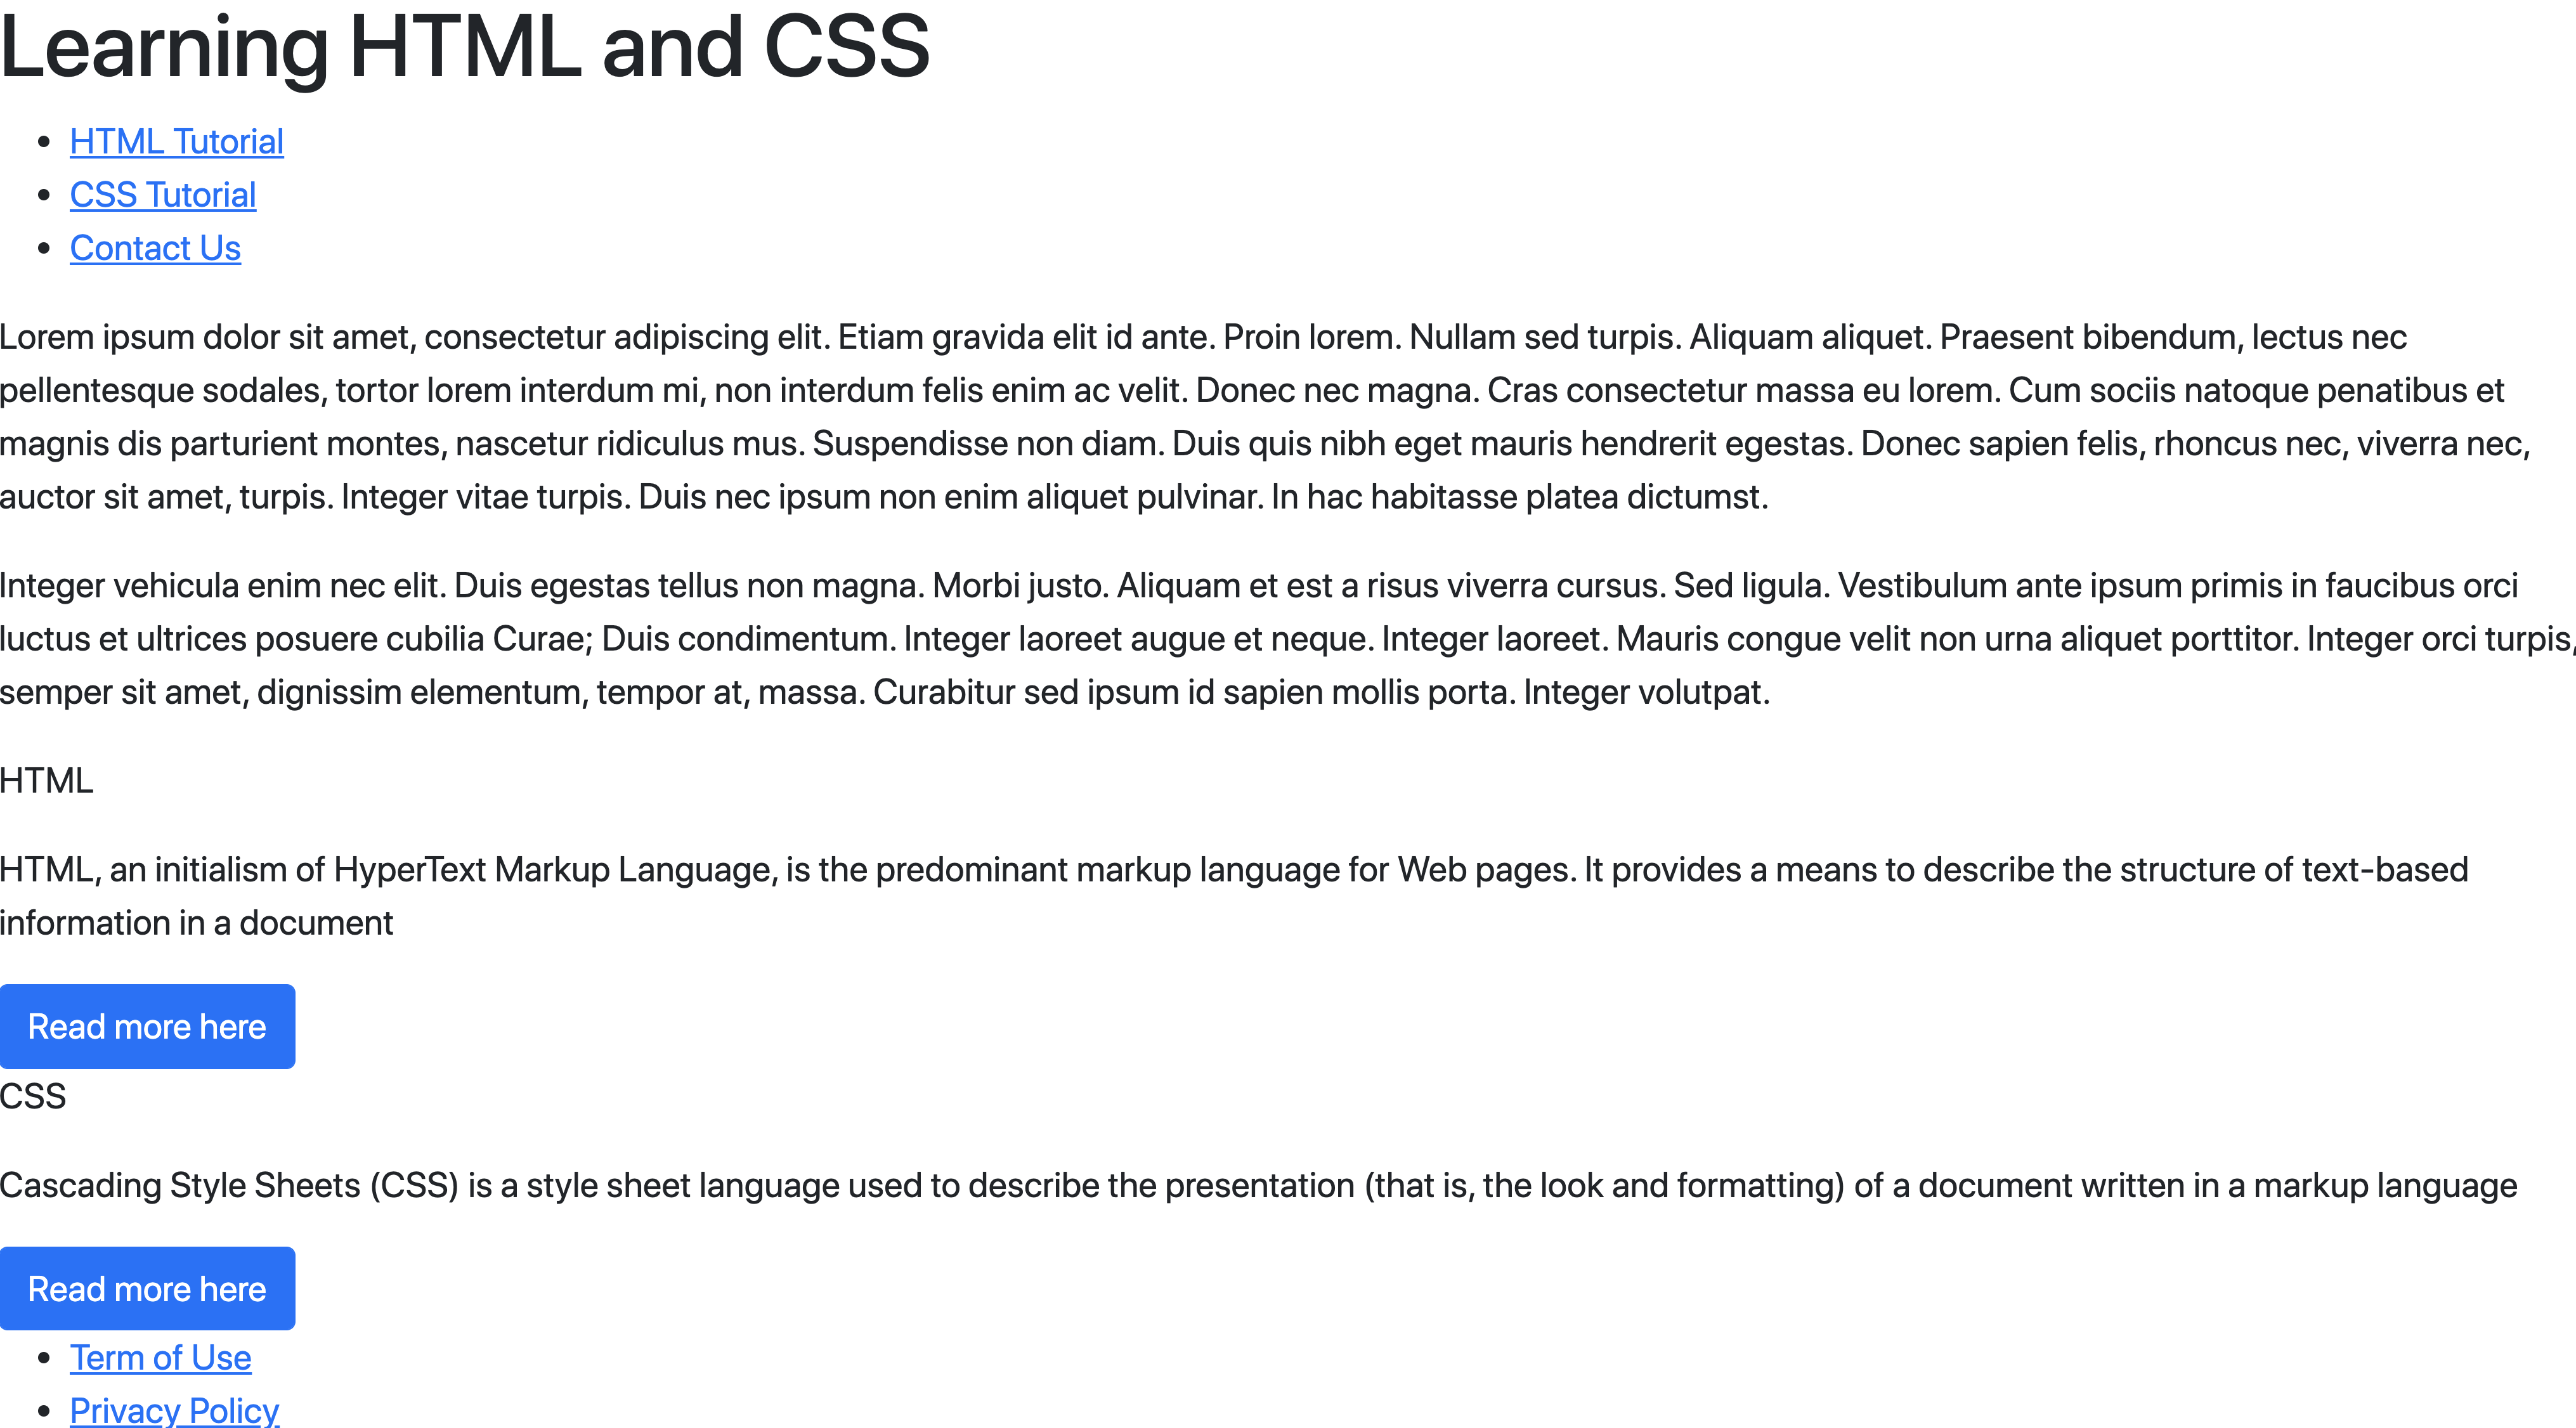 Learning HTML and CSS
HTML Tutorial
CSS Tutorial
Contact Us
Lorem ipsum dolor sit amet, consectetur adipiscing elit. Etiam gravida elit id ante. Proin lorem. Nullam sed turpis. Aliquam aliquet. Praesent bibendum, lectus nec
pellentesque sodales, tortor lorem interdum mi, non interdum felis enim ac velit. Donec nec magna. Cras consectetur massa eu lorem. Cum sociis natoque penatibus et
magnis dis parturient montes, nascetur ridiculus mus. Suspendisse non diam. Duis quis nibh eget mauris hendrerit egestas. Donec sapien felis, rhoncus nec, viverra nec,
auctor sit amet, turpis. Integer vitae turpis. Duis nec ipsum non enim aliquet pulvinar. In hac habitasse platea dictumst.
Integer vehicula enim nec elit. Duis egestas tellus non magna. Morbi justo. Aliquam et est a risus viverra cursus. Sed ligula. Vestibulum ante ipsum primis in faucibus orci
luctus et ultrices posuere cubilia Curae; Duis condimentum. Integer laoreet augue et neque. Integer laoreet. Mauris congue velit non urna aliquet porttitor. Integer orci turpis,
semper sit amet, dignissim elementum, tempor at, massa. Curabitur sed ipsum id sapien mollis porta. Integer volutpat.
HTML
HTML, an initialism of HyperText Markup Language, is the predominant markup language for Web pages. It provides a means to describe the structure of text-based
information in a document
Read more here
CSS
Cascading Style Sheets (CSS) is a style sheet language used to describe the presentation (that is, the look and formatting) of a document written in a markup language
Read more here
Term of Use
Privacy Policy